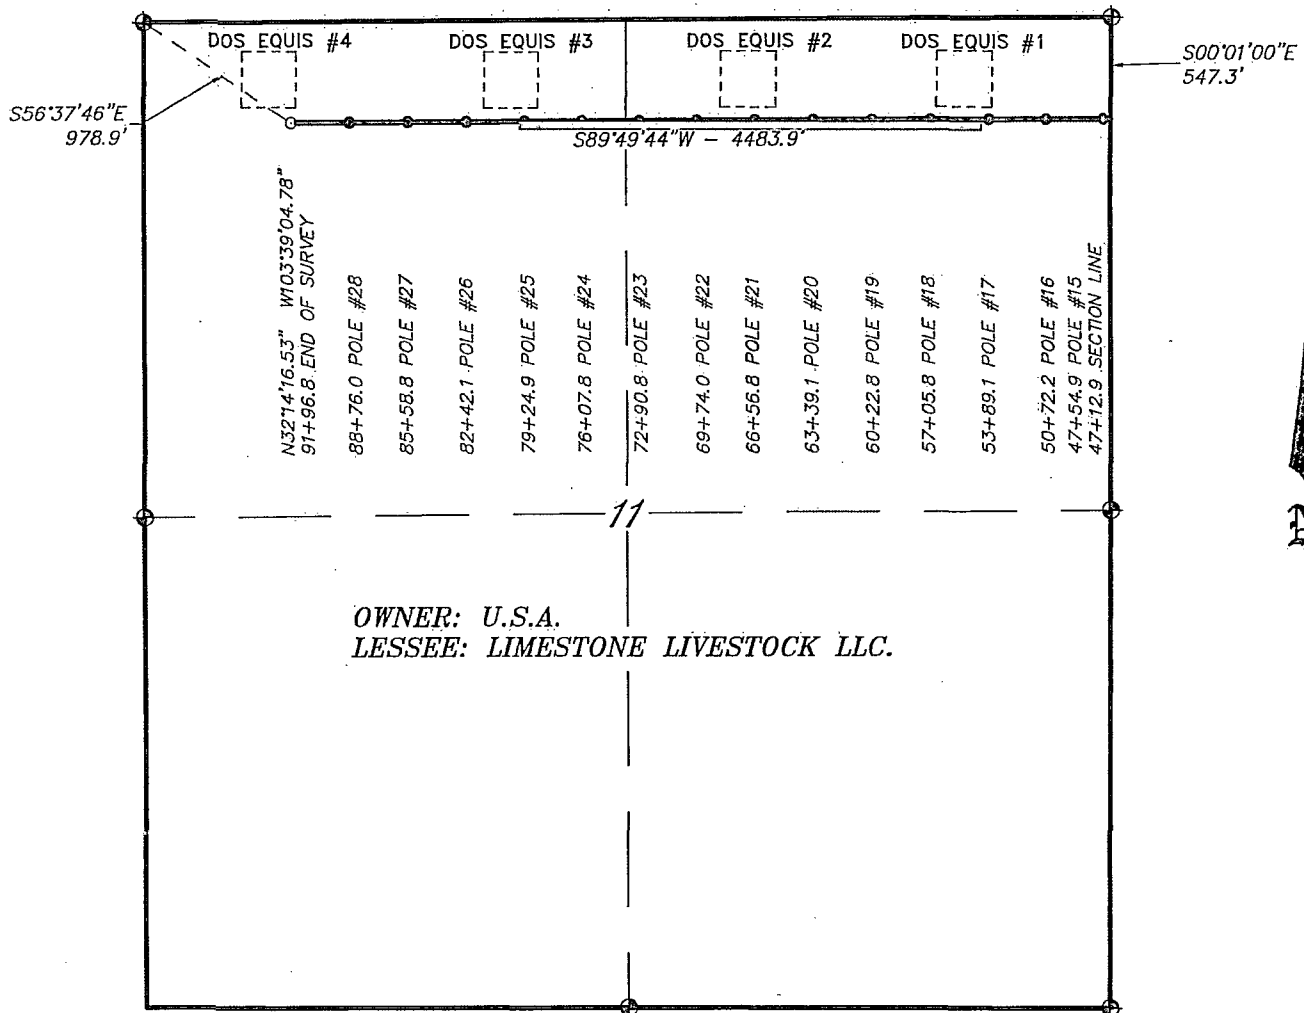 DOS EQUIS #4
DOS EQUIS #3
DOS EQUIS #2
DOS EQUIS #1
S00°01'00"E
547.3'
S56°37'46"E
978.9'
S89°49'44"W - 4483.9'
N32°14'16.53" W103°39'04.78"
91+96.8 END OF SURVEY
88+76.0 POLE #28
85+58.8 POLE #27
82+42.1 POLE #26
79+24.9 POLE #25
76+07.8 POLE #24
72+90.8 POLE #23
69+74.0 POLE #22
66+56.8 POLE #21
63+39.1 POLE #20
60+22.8 POLE #19
57+05.8 POLE #18
53+89.1 POLE #17
50+72.2 POLE #16
47+54.9 POLE #15
47+12.9 SECTION LINE
11
OWNER: U.S.A.
LESSEE: LIMESTONE LIVESTOCK LLC.